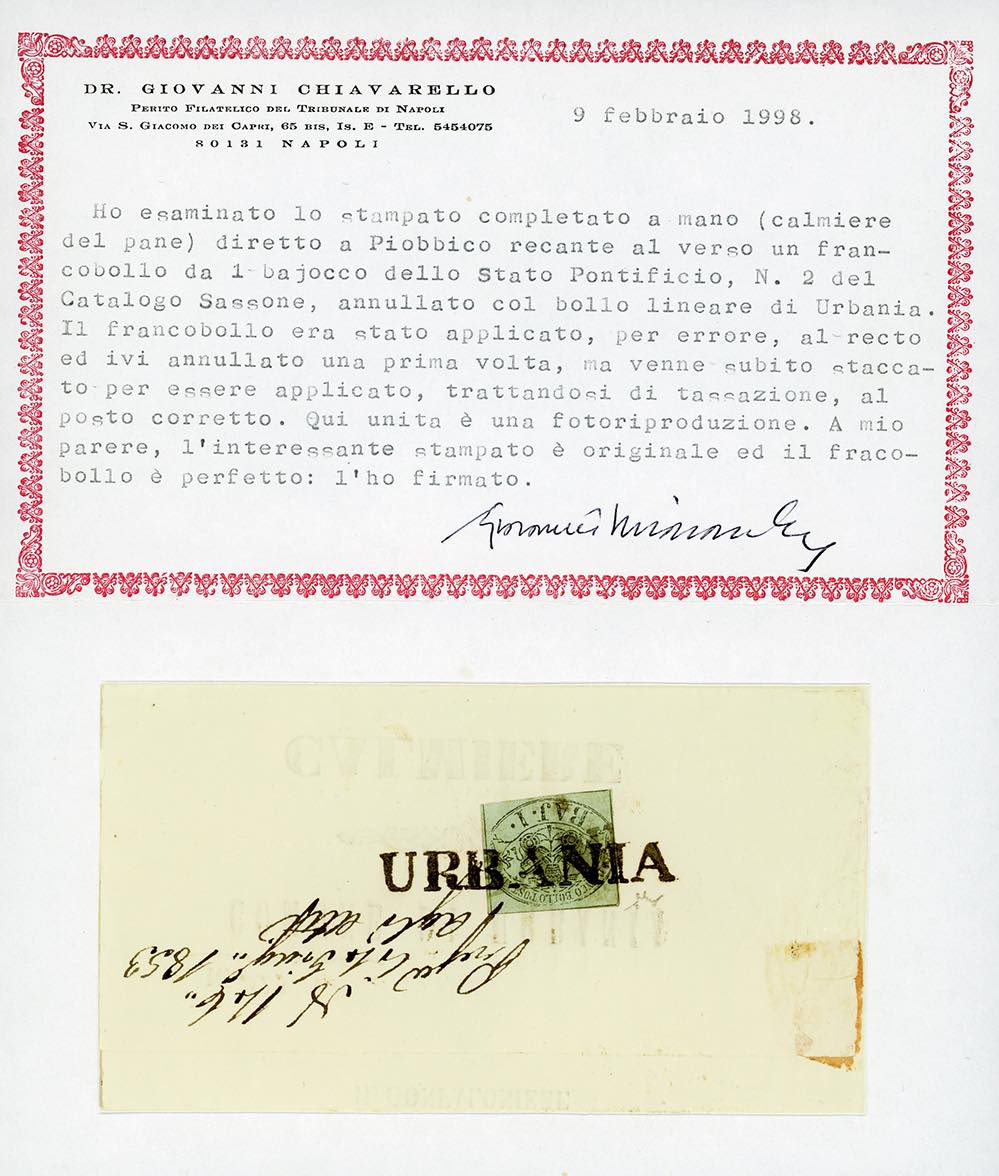 DR. GIOVANNI CHIAVARELLO
PERITO FILATELICO DEL TRIBUNALE DI NAPOLI
VIA S. GIACOMO DEI CAPRI, 65 BIS, IS. E - TEL. 5454075
80131 NAPOLI
9 febbraio 1998.
Ho esaminato lo stampato completato a mano (calmiere
del pane) diretto a Piobbico recante al verso un fran-
cobollo da 1 bajocco dello Stato Pontificio, N. 2 del
Catalogo Sassone, annullato col bollo lineare di Urbania.
Il francobollo era stato applicato, per errore, al recto
ed ivi annullato una prima volta, ma venne subito stacca-
to per essere applicato, trattandosi di tassazione, al
posto corretto. Qui unita è una fotoriproduzione. A mio
parere, l'interessante stampato è originale ed il fraco-
bollo è perfetto: l'ho firmato.
CALMIERE
BAJ. 1.
BOLLO POST
URBANIA
1853